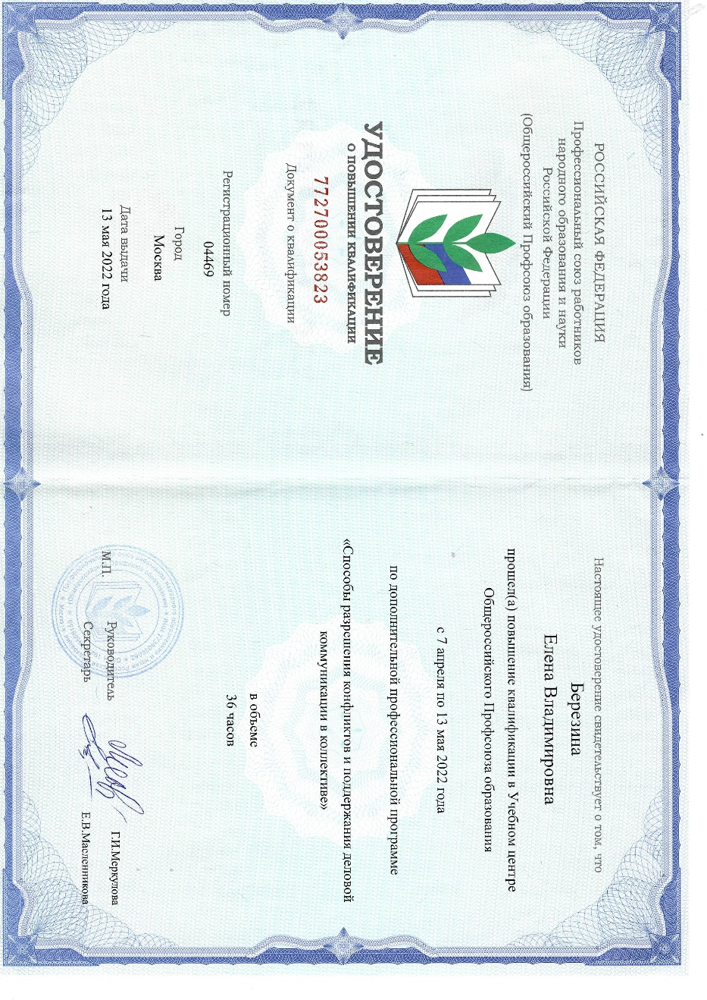 РОССИЙСКАЯ ФЕДЕРАЦИЯ
Профессиональный союз работников
народного образования и науки
Российской Федерации
(Общероссийский Профсоюз образования)
УДОСТОВЕРЕНИЕ
О ПОВЫШЕНИИ КВАЛИФИКАЦИИ
772700053823
Документ о квалификации
Регистрационный номер
04469
Город
Москва
Дата выдачи
13 мая 2022 года
Настоящее удостоверение свидетельствует о том, что
Березина
Елена Владимировна
прошел(а) повышение квалификации в Учебном центре
Общероссийского Профсоюза образования
с 7 апреля по 13 мая 2022 года
по дополнительной профессиональной программе
«Способы разрешения конфликтов и поддержания деловой
коммуникации в коллективе»
в объеме
36 часов
М.П.
Руководитель Г.И.Меркулова
Секретарь Е.В.Масленникова